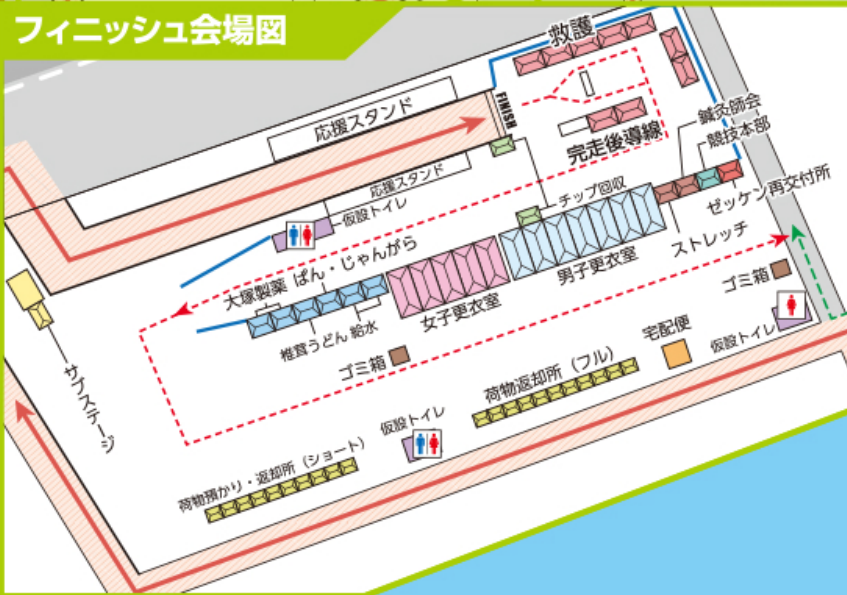 フィニッシュ会場図
救護
応援スタンド
FINISH
完走後導線
鍼灸師会
競技本部
応援スタンド
仮設トイレ
チップ回収
ゼッケン再交付所
ストレッチ
大塚製薬 ぱん・じゃんがら
男子更衣室
女子更衣室
椎茸うどん 給水
ゴミ箱
ゴミ箱
宅配便
仮設トイレ
サブステージ
荷物返却所（フル）
仮設トイレ
荷物預かり・返却所（ショート）